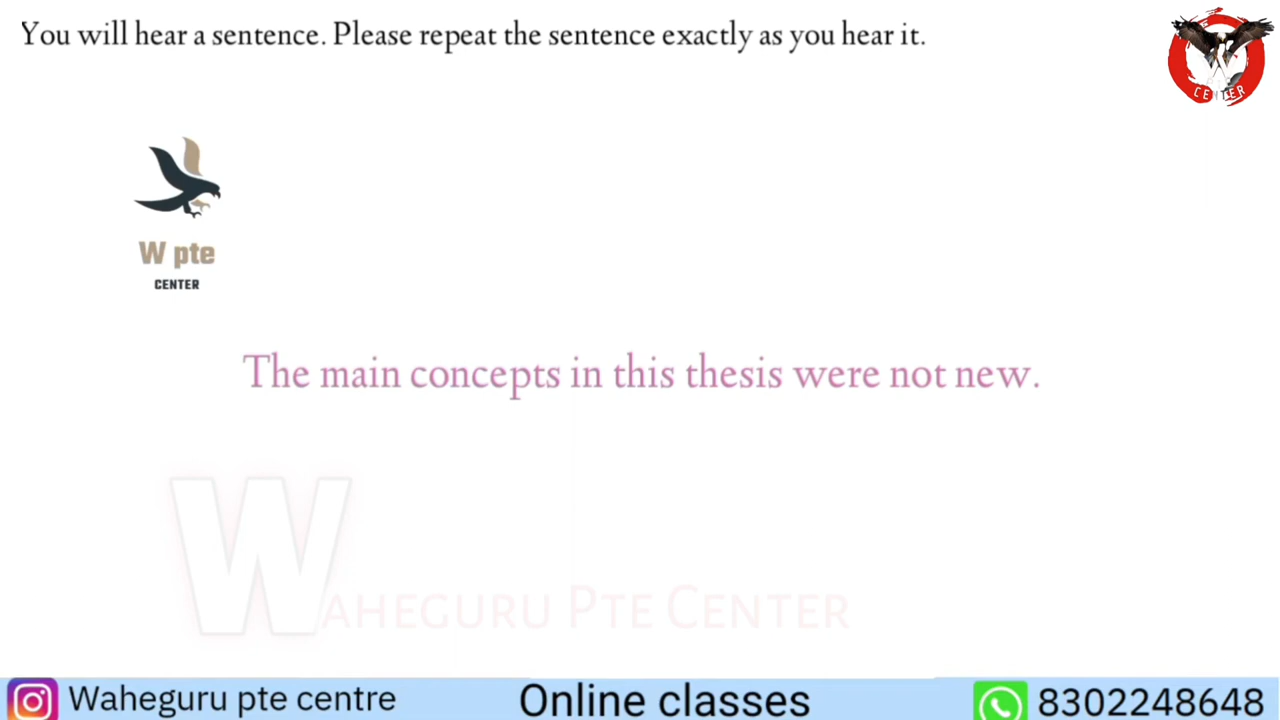 You will hear a sentence. Please repeat the sentence exactly as you hear it.
CENTER
W pte
CENTER
The main concepts in this thesis were not new.
WAHEGURU PTE CENTER
Waheguru pte centre
Online classes
8302248648